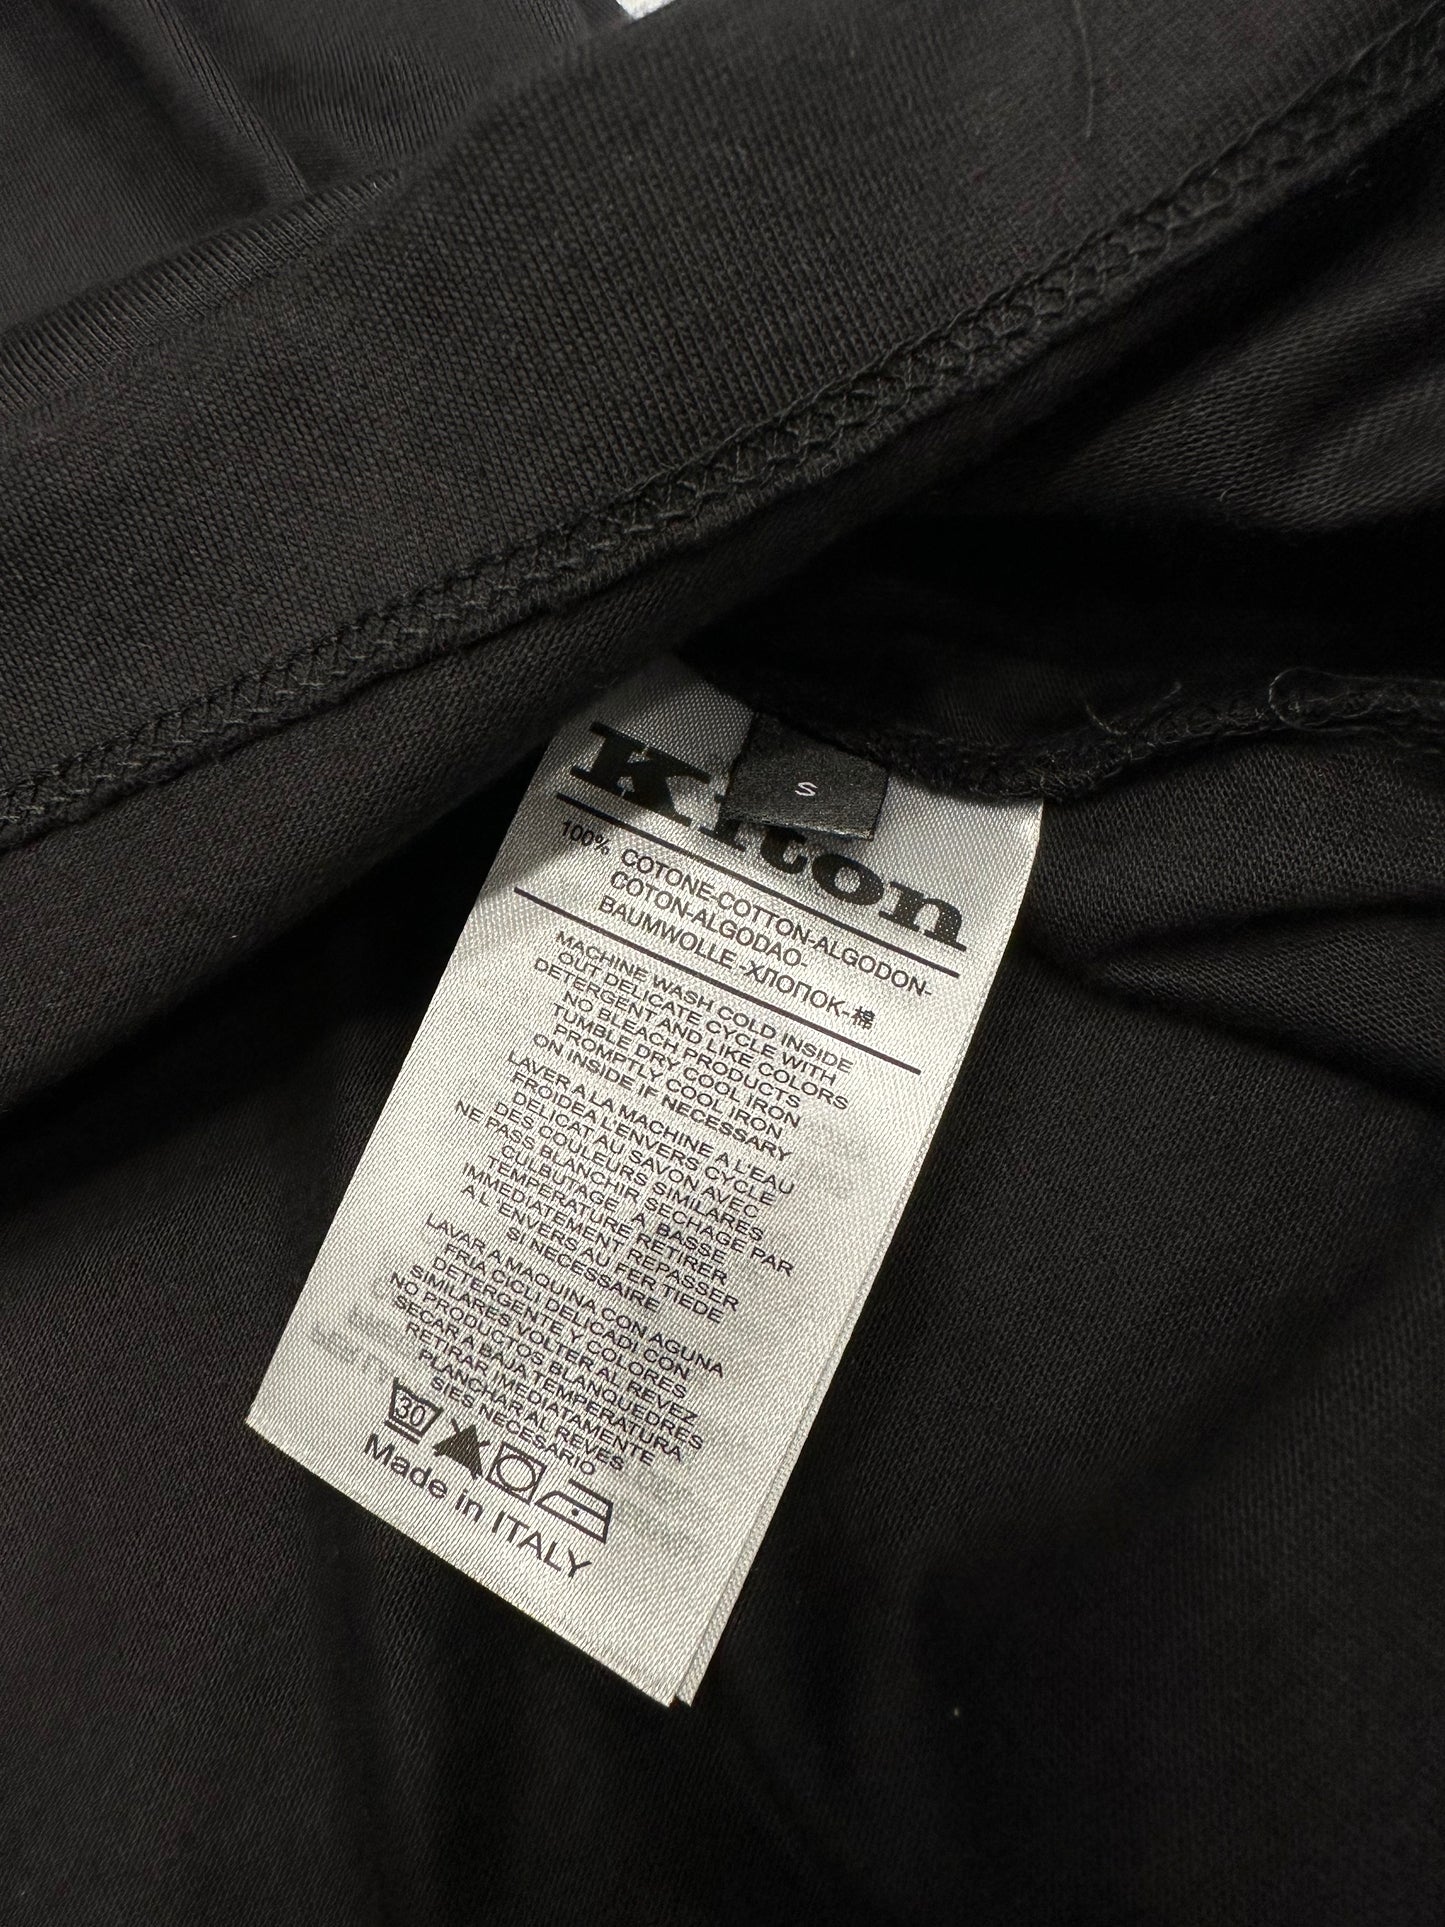 S
Kiton
100% COTONE-COTTON-ALGODON-
COTON-ALGODAO-
BAUMWOLLE-ХЛОПОК-棉
MACHINE WASH COLD INSIDE
OUT DELICATE CYCLE WITH
DETERGENT AND LIKE COLORS
NO BLEACH PRODUCTS
TUMBLE DRY COOL IRON
PROMPTLY COOL IRON
ON INSIDE IF NECESSARY
LAVER A LA MACHINE A L'EAU
FROIDEA L'ENVERS CYCLE
DELICAT AU SAVON AVEC
DES COULEURS SIMILARES
NE PASS BLANCHIR SECHAGE PAR
CULBUTAGE A BASSE
TEMPERATURE RETIRER
IMMEDIATEMENT REPASSER
A L'ENVERS AU FER TIEDE
SI NECESSAIRE
LAVAR A MAQUINA CON AGUNA
FRIA CICLI DELICADI CON
DETERGENTE Y COLORES
SIMILARES VOLTER AL REVEZ
NO PRODUCTOS BLANQUEDRES
SECAR A BAJA TEMPERATURA
RETIRAR IMEDIATAMENTE
PLANCHAR AL REVES
SIES NECESARIO
30
Made in ITALY